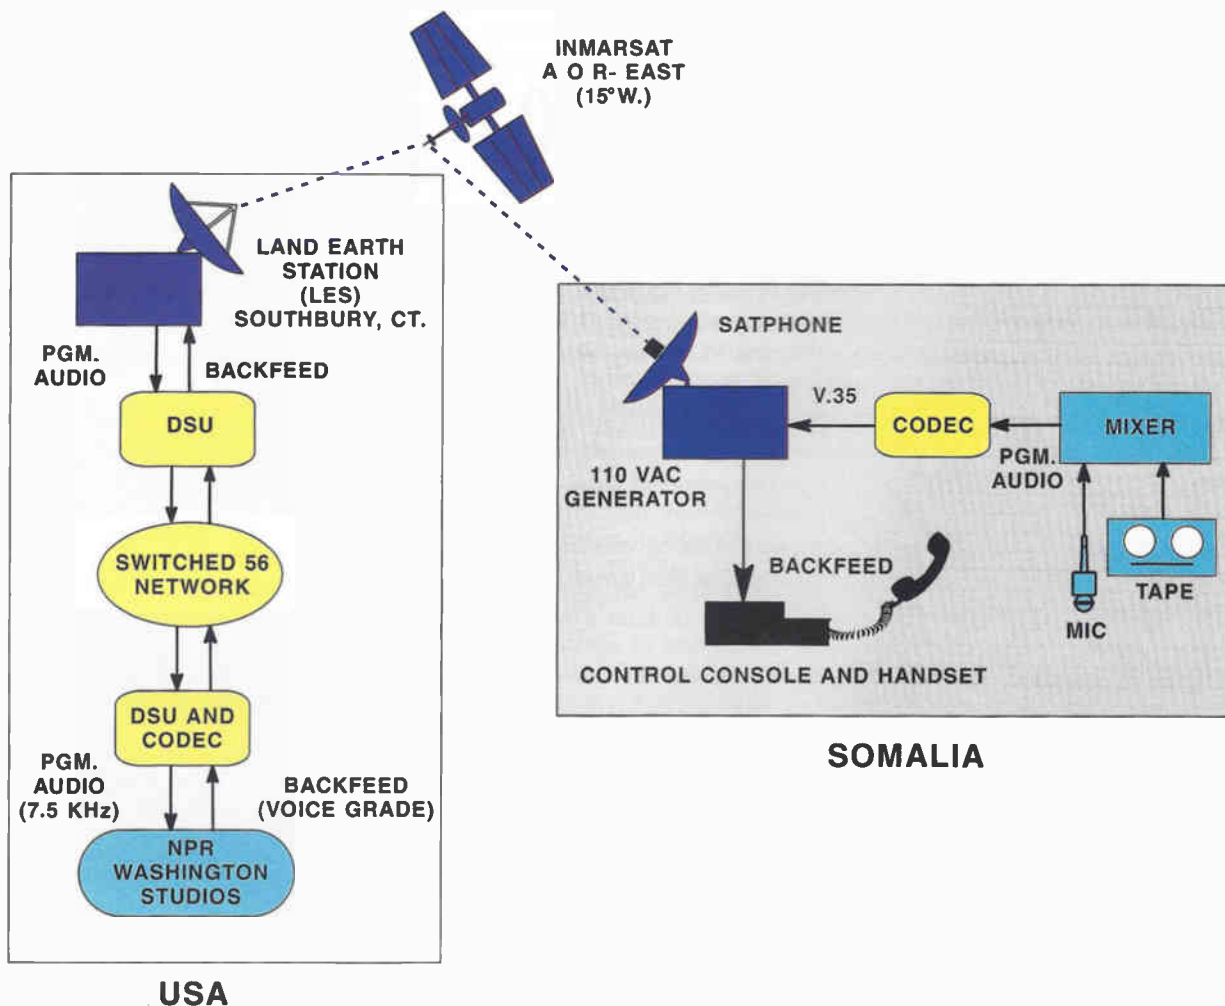 INMARSAT
A O R- EAST
(15°W.)
LAND EARTH
STATION
(LES)
SOUTHBURY, CT.
PGM.
AUDIO
BACKFEED
DSU
SWITCHED 56
NETWORK
DSU AND
CODEC
PGM.
AUDIO
(7.5 KHz)
BACKFEED
(VOICE GRADE)
NPR
WASHINGTON
STUDIOS
USA
SATPHONE
V.35
CODEC
MIXER
PGM.
AUDIO
110 VAC
GENERATOR
BACKFEED
TAPE
MIC
CONTROL CONSOLE AND HANDSET
SOMALIA